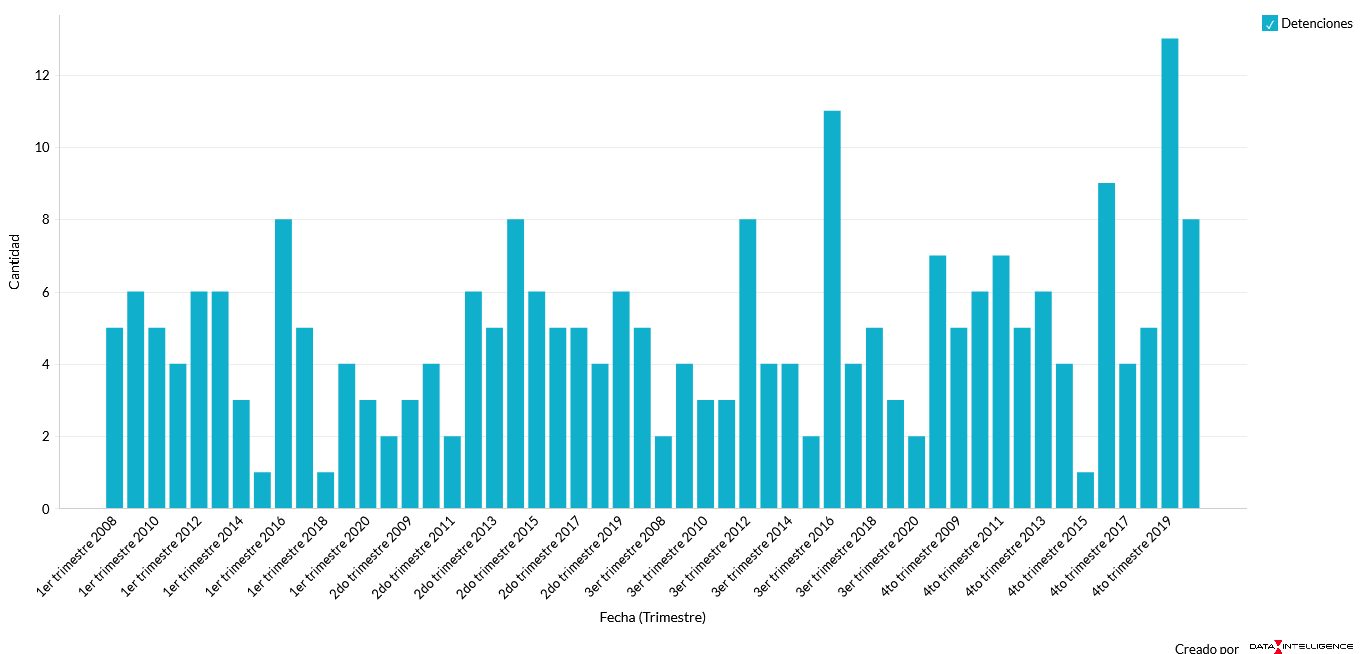 Detenciones
Cantidad
12
10
8
6
4
2
0
1er trimestre 2008
1er trimestre 2010
1er trimestre 2012
1er trimestre 2014
1er trimestre 2016
1er trimestre 2018
1er trimestre 2020
2do trimestre 2009
2do trimestre 2011
2do trimestre 2013
2do trimestre 2015
2do trimestre 2017
2do trimestre 2019
3er trimestre 2008
3er trimestre 2010
3er trimestre 2012
3er trimestre 2014
3er trimestre 2016
3er trimestre 2018
3er trimestre 2020
4to trimestre 2009
4to trimestre 2011
4to trimestre 2013
4to trimestre 2015
4to trimestre 2017
4to trimestre 2019
Fecha (Trimestre)
Creado por DATA INTELLIGENCE